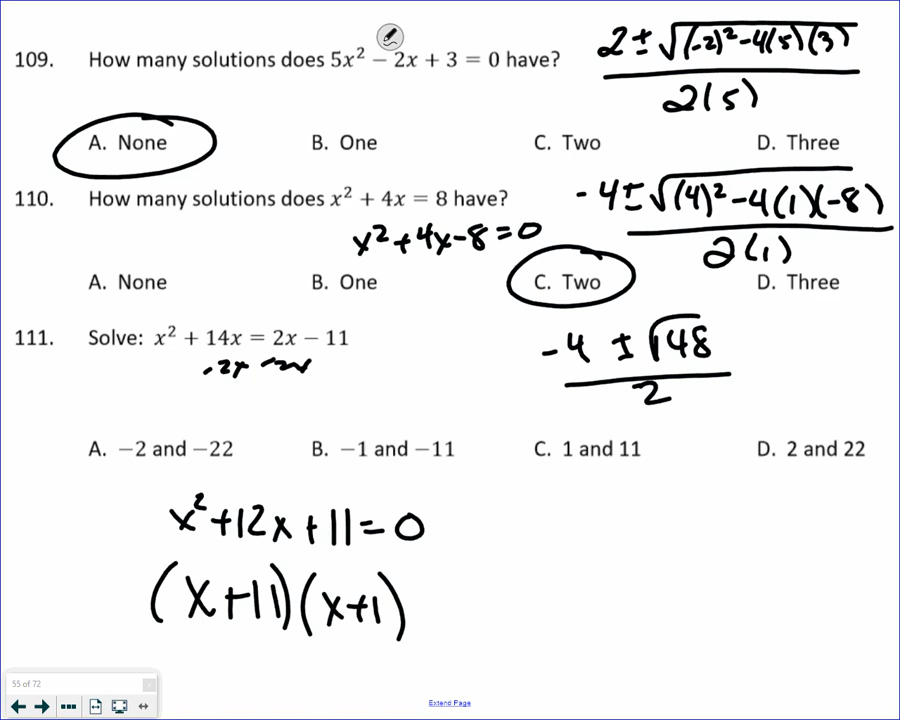 109. How many solutions does 5x² − 2x + 3 = 0 have?
2 ± √(-2)² -4(5)(3)
2(5)
A. None B. One C. Two D. Three
110. How many solutions does x² + 4x = 8 have?
-4 ± √(4)² -4(1)(-8)
2(1)
x² + 4x - 8 = 0
A. None B. One C. Two D. Three
111. Solve: x² + 14x = 2x − 11
-2x -2x
-4 ± √48
2
A. −2 and −22 B. −1 and −11 C. 1 and 11 D. 2 and 22
x² + 12x + 11 = 0
(x+11)(x+1)
55 of 72
Extend Page